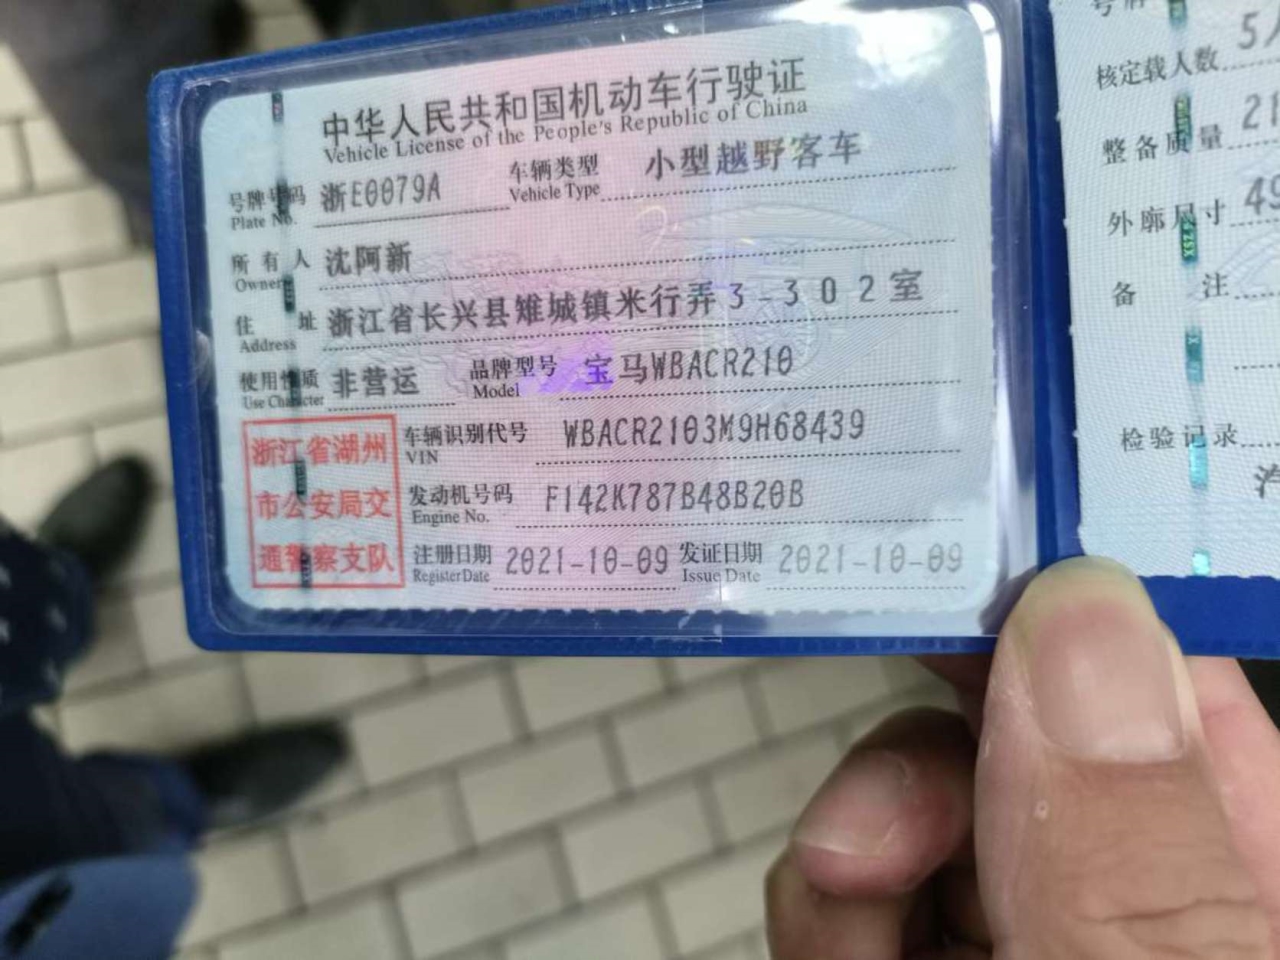 中华人民共和国机动车行驶证
Vehicle License of the People's Republic of China
号牌号码 浙E0079A 车辆类型 小型越野客车
Plate No. Vehicle Type
所有人 沈阿新
Owner
住址 浙江省长兴县雉城镇米行弄3-302室
Address
使用性质 非营运 品牌型号 宝马WBACR210
Use Character Model
浙江省湖州
市公安局交
通警察支队
车辆识别代号 WBACR2103M9H68439
VIN
发动机号码 F142K787B48B20B
Engine No.
注册日期 2021-10-09 发证日期 2021-10-09
Register Date Issue Date
核定载人数 5
整备质量 21
外廓尺寸 49
备注
检验记录